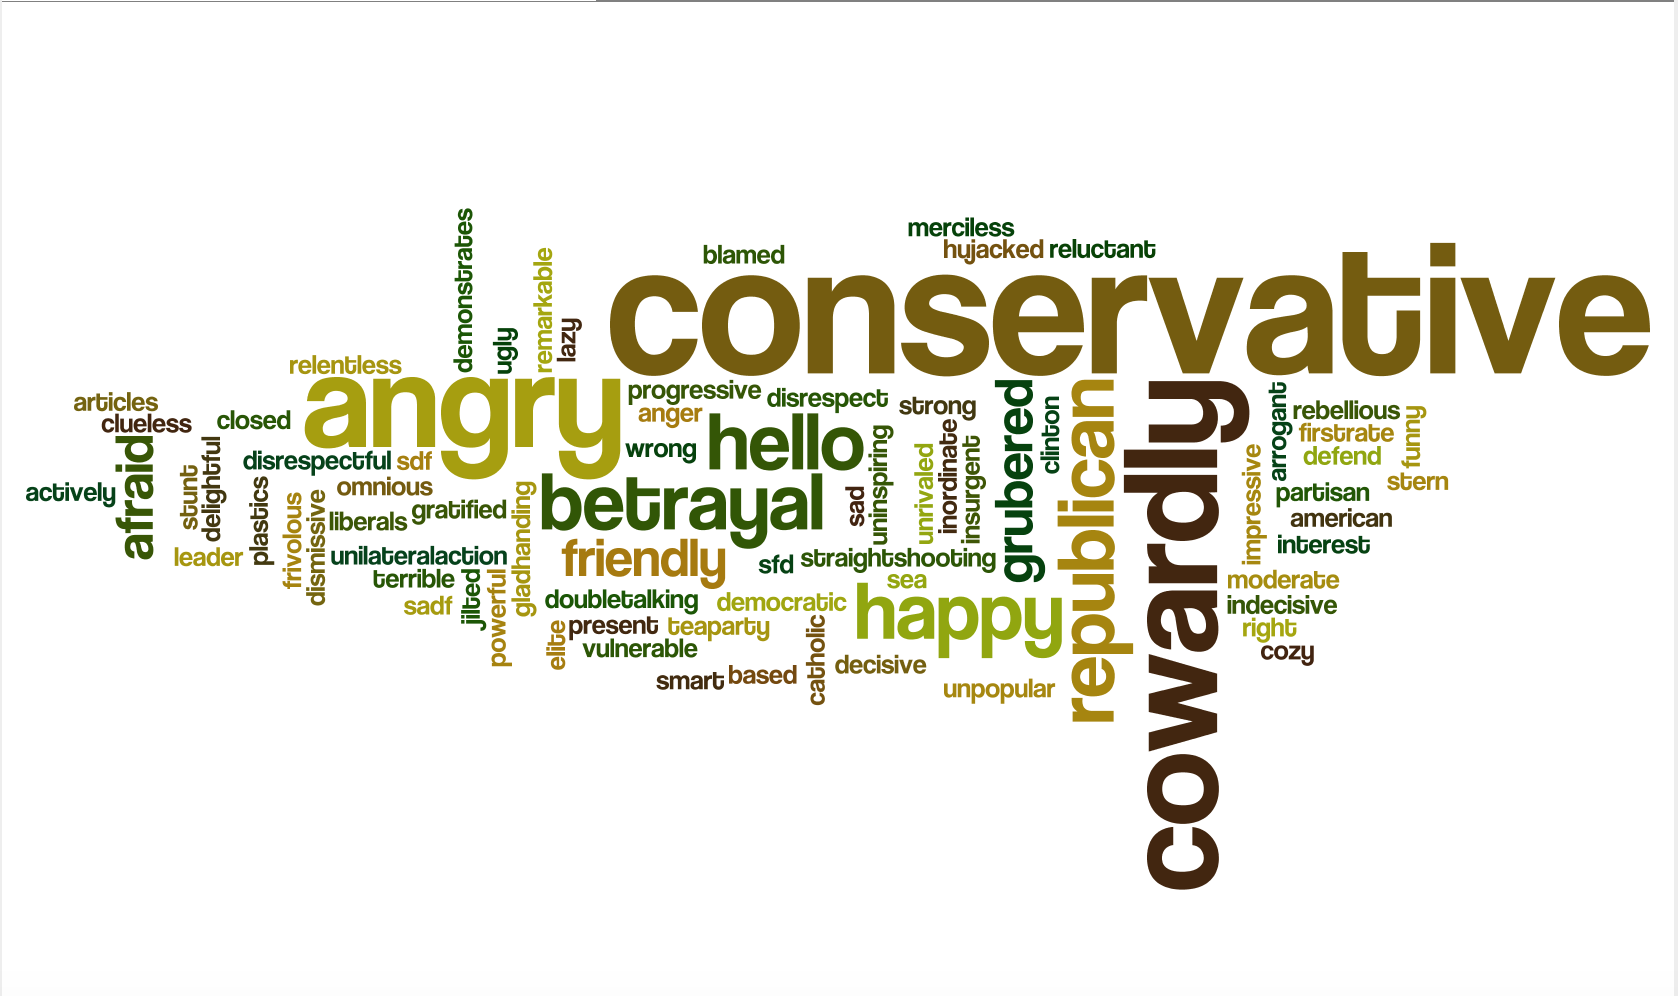 merciless
hujacked
reluctant
blamed
conservative
demonstrates
remarkable
ugly
lazy
relentless
angry
progressive
disrespect
anger
strong
grubered
clinton
republican
cowardly
arrogant
rebellious
funny
firstrate
defend
stern
articles
clueless
closed
afraid
actively
stunt
delightful
disrespectful
sdf
wrong
hello
uninspiring
unrivaled
inordinate
insurgent
impressive
partisan
american
interest
omnious
gratified
liberals
plastics
frivolous
dismissive
gladhanding
betrayal
sad
leader
unilateralaction
friendly
sfd
straightshooting
sea
terrible
sadf
jilted
powerful
doubletalking
democratic
happy
moderate
indecisive
right
cozy
elite
present
teaparty
vulnerable
catholic
decisive
smart
based
unpopular